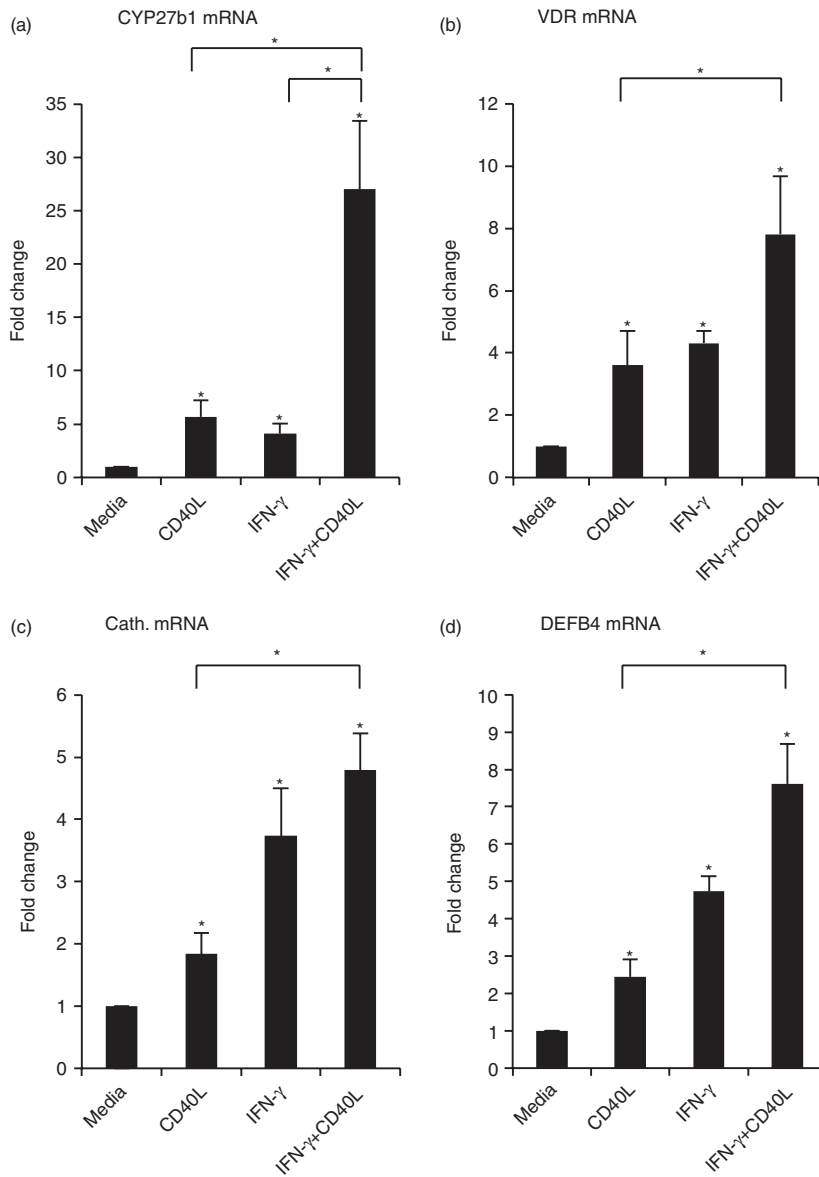 (a)
CYP27b1 mRNA
*
*
35
30
25
20
15
10
5
0
Fold change
*
*
*
Media
CD40L
IFN-γ
IFN-γ+CD40L
(b)
VDR mRNA
*
12
10
8
6
4
2
0
Fold change
*
*
*
Media
CD40L
IFN-γ
IFN-γ+CD40L
(c)
Cath. mRNA
*
6
5
4
3
2
1
0
Fold change
*
*
*
Media
CD40L
IFN-γ
IFN-γ+CD40L
(d)
DEFB4 mRNA
*
10
9
8
7
6
5
4
3
2
1
0
Fold change
*
*
*
Media
CD40L
IFN-γ
IFN-γ+CD40L